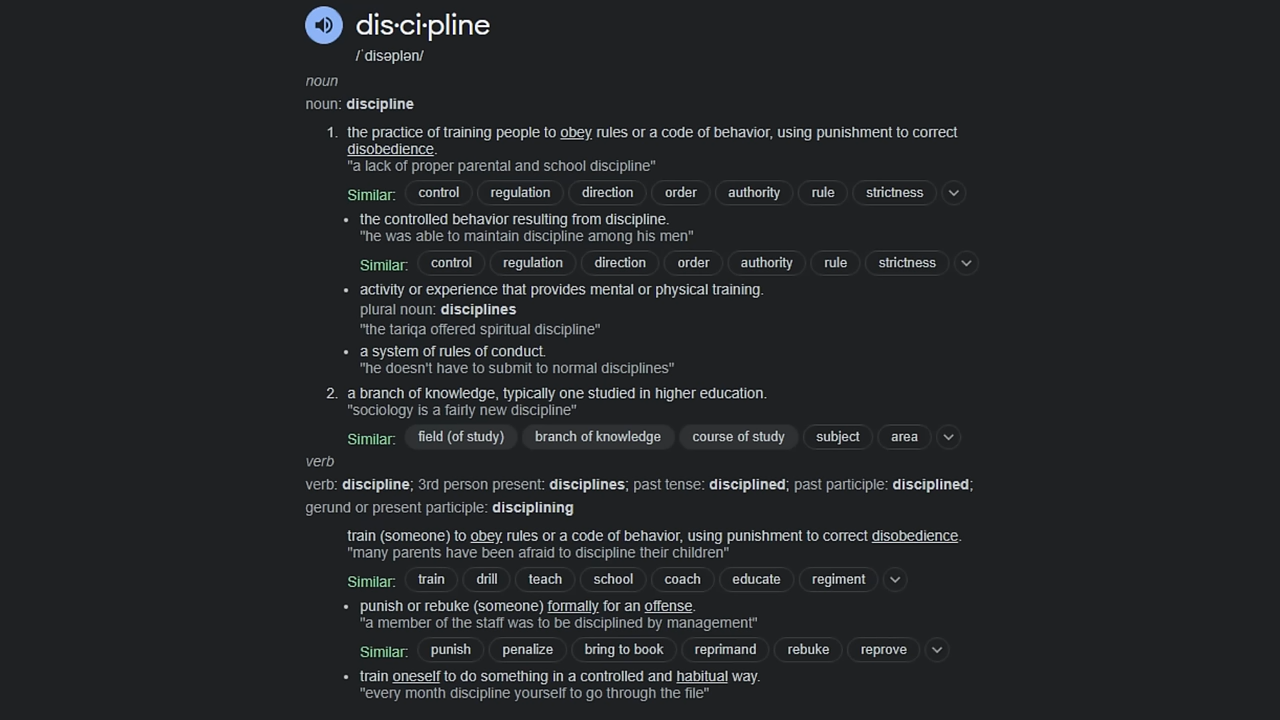 dis·ci·pline
/ˈdisəplən/
noun
noun: discipline
1. the practice of training people to obey rules or a code of behavior, using punishment to correct
disobedience.
"a lack of proper parental and school discipline"
Similar: control regulation direction order authority rule strictness
• the controlled behavior resulting from discipline.
"he was able to maintain discipline among his men"
Similar: control regulation direction order authority rule strictness
• activity or experience that provides mental or physical training.
plural noun: disciplines
"the tariqa offered spiritual discipline"
• a system of rules of conduct.
"he doesn't have to submit to normal disciplines"
2. a branch of knowledge, typically one studied in higher education.
"sociology is a fairly new discipline"
Similar: field (of study) branch of knowledge course of study subject area
verb
verb: discipline; 3rd person present: disciplines; past tense: disciplined; past participle: disciplined;
gerund or present participle: disciplining
train (someone) to obey rules or a code of behavior, using punishment to correct disobedience.
"many parents have been afraid to discipline their children"
Similar: train drill teach school coach educate regiment
• punish or rebuke (someone) formally for an offense.
"a member of the staff was to be disciplined by management"
Similar: punish penalize bring to book reprimand rebuke reprove
• train oneself to do something in a controlled and habitual way.
"every month discipline yourself to go through the file"